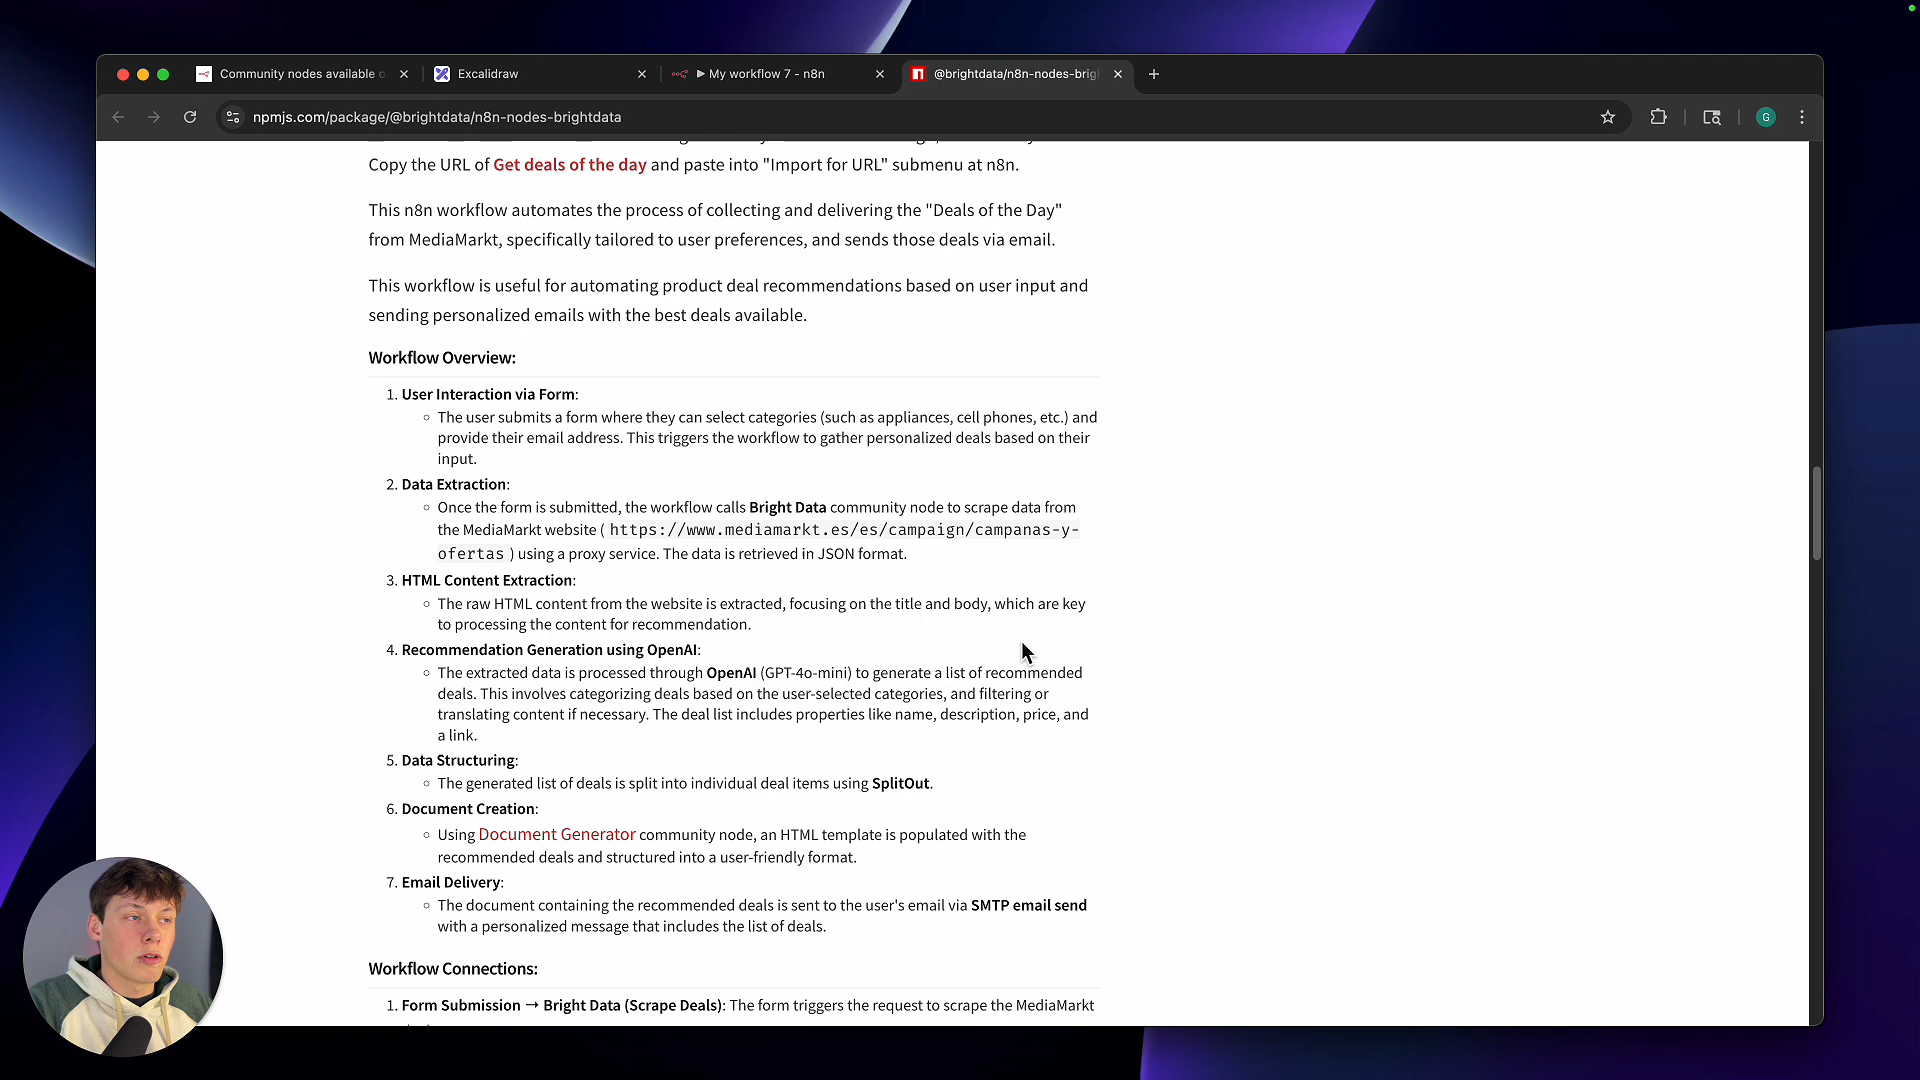 Community nodes available o
Excalidraw
My workflow 7 - n8n
@brightdata/n8n-nodes-brigh
npmjs.com/package/@brightdata/n8n-nodes-brightdata
G
Copy the URL of Get deals of the day and paste into "Import for URL" submenu at n8n.
This n8n workflow automates the process of collecting and delivering the "Deals of the Day"
from MediaMarkt, specifically tailored to user preferences, and sends those deals via email.
This workflow is useful for automating product deal recommendations based on user input and
sending personalized emails with the best deals available.
Workflow Overview:
1. User Interaction via Form:
◦ The user submits a form where they can select categories (such as appliances, cell phones, etc.) and
provide their email address. This triggers the workflow to gather personalized deals based on their
input.
2. Data Extraction:
◦ Once the form is submitted, the workflow calls Bright Data community node to scrape data from
the MediaMarkt website ( https://www.mediamarkt.es/es/campaign/campanas-y-
ofertas ) using a proxy service. The data is retrieved in JSON format.
3. HTML Content Extraction:
◦ The raw HTML content from the website is extracted, focusing on the title and body, which are key
to processing the content for recommendation.
4. Recommendation Generation using OpenAI:
◦ The extracted data is processed through OpenAI (GPT-4o-mini) to generate a list of recommended
deals. This involves categorizing deals based on the user-selected categories, and filtering or
translating content if necessary. The deal list includes properties like name, description, price, and
a link.
5. Data Structuring:
◦ The generated list of deals is split into individual deal items using SplitOut.
6. Document Creation:
◦ Using Document Generator community node, an HTML template is populated with the
recommended deals and structured into a user-friendly format.
7. Email Delivery:
◦ The document containing the recommended deals is sent to the user's email via SMTP email send
with a personalized message that includes the list of deals.
Workflow Connections:
1. Form Submission → Bright Data (Scrape Deals): The form triggers the request to scrape the MediaMarkt